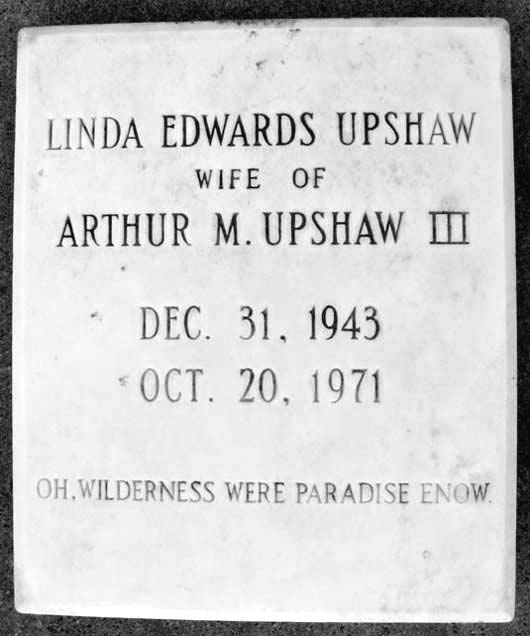 LINDA EDWARDS UPSHAW
WIFE OF
ARTHUR M. UPSHAW III
DEC. 31, 1943
OCT. 20, 1971
OH, WILDERNESS WERE PARADISE ENOW.